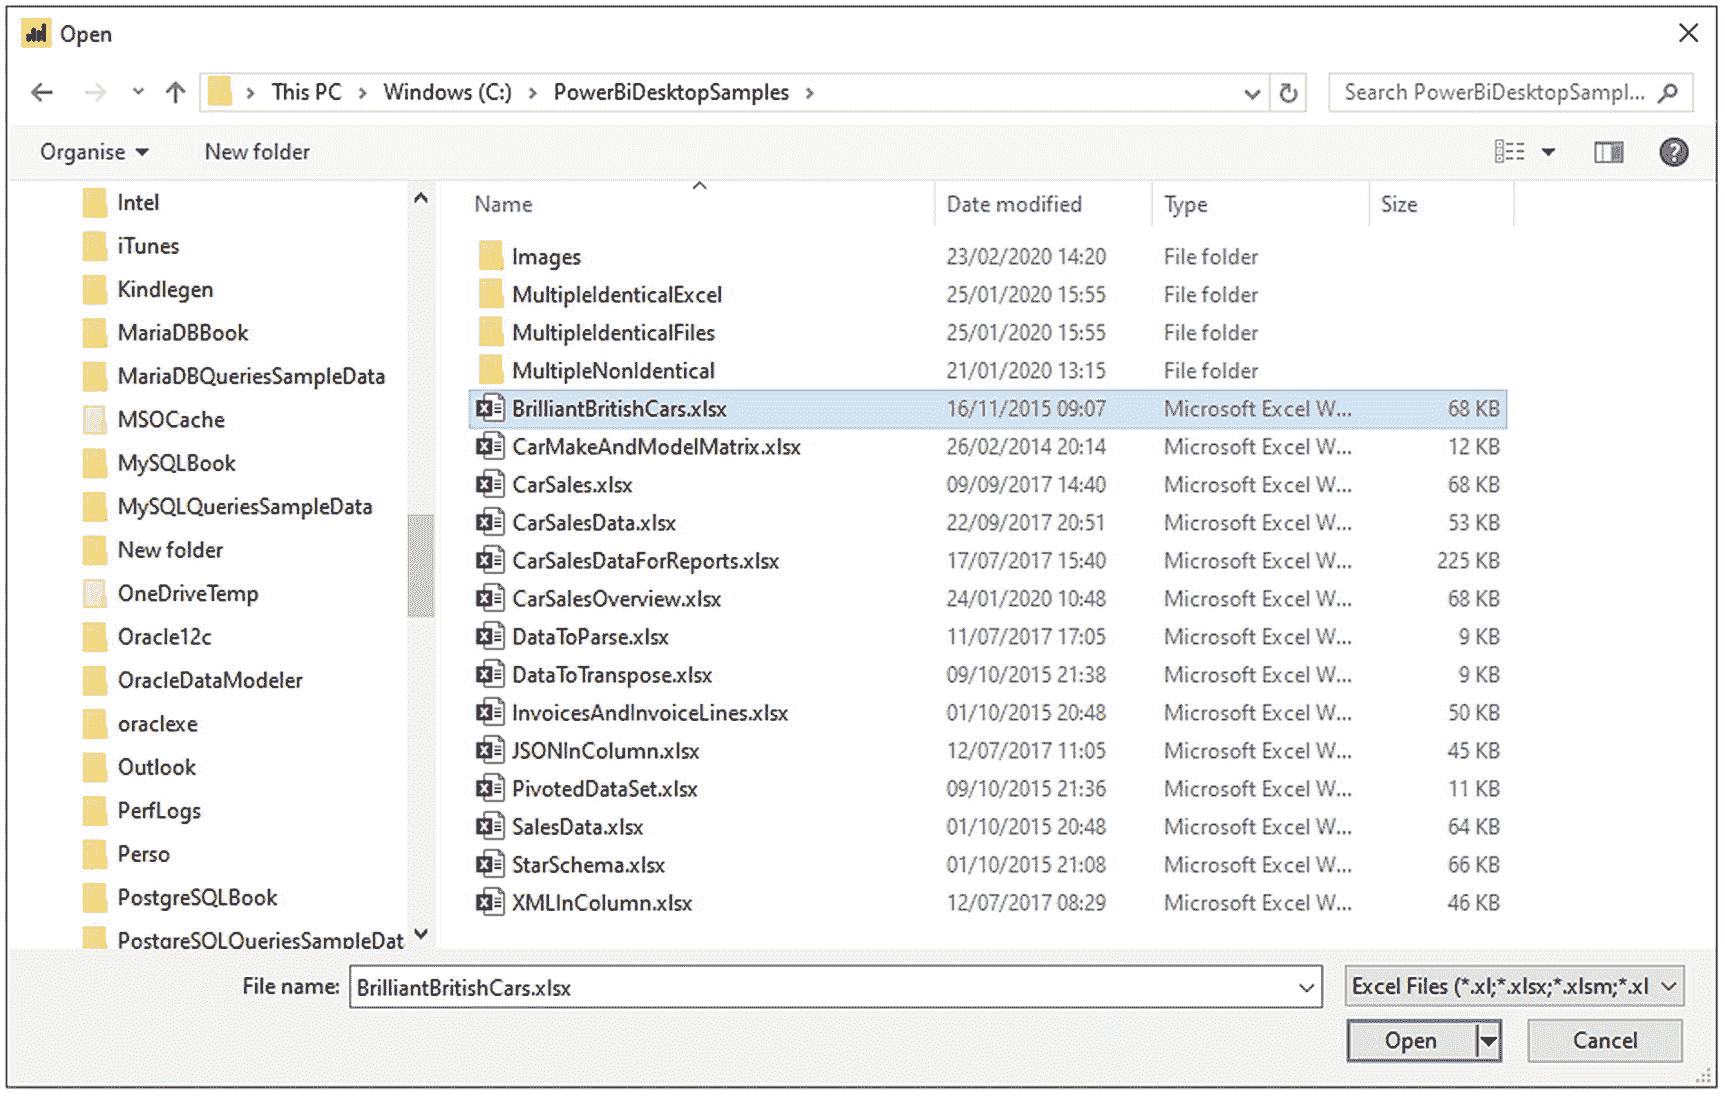 Open
This PC > Windows (C:) > PowerBiDesktopSamples >
Search PowerBiDesktopSampl...
Organise
New folder
Intel
iTunes
Kindlegen
MariaDBBook
MariaDBQueriesSampleData
MSOCache
MySQLBook
MySQLQueriesSampleData
New folder
OneDriveTemp
Oracle12c
OracleDataModeler
oraclexe
Outlook
PerfLogs
Perso
PostgreSQLBook
PostgreSQLQueriesSampleDat
Name Date modified Type Size
Images 23/02/2020 14:20 File folder
MultipleIdenticalExcel 25/01/2020 15:55 File folder
MultipleIdenticalFiles 25/01/2020 15:55 File folder
MultipleNonIdentical 21/01/2020 13:15 File folder
BrilliantBritishCars.xlsx 16/11/2015 09:07 Microsoft Excel W... 68 KB
CarMakeAndModelMatrix.xlsx 26/02/2014 20:14 Microsoft Excel W... 12 KB
CarSales.xlsx 09/09/2017 14:40 Microsoft Excel W... 68 KB
CarSalesData.xlsx 22/09/2017 20:51 Microsoft Excel W... 53 KB
CarSalesDataForReports.xlsx 17/07/2017 15:40 Microsoft Excel W... 225 KB
CarSalesOverview.xlsx 24/01/2020 10:48 Microsoft Excel W... 68 KB
DataToParse.xlsx 11/07/2017 17:05 Microsoft Excel W... 9 KB
DataToTranspose.xlsx 09/10/2015 21:38 Microsoft Excel W... 9 KB
InvoicesAndInvoiceLines.xlsx 01/10/2015 20:48 Microsoft Excel W... 50 KB
JSONInColumn.xlsx 12/07/2017 11:05 Microsoft Excel W... 45 KB
PivotedDataSet.xlsx 09/10/2015 21:36 Microsoft Excel W... 11 KB
SalesData.xlsx 01/10/2015 20:48 Microsoft Excel W... 64 KB
StarSchema.xlsx 01/10/2015 21:08 Microsoft Excel W... 66 KB
XMLInColumn.xlsx 12/07/2017 08:29 Microsoft Excel W... 46 KB
File name: BrilliantBritishCars.xlsx
Excel Files (*.xl;*.xlsx;*.xlsm;*.xl
Open
Cancel